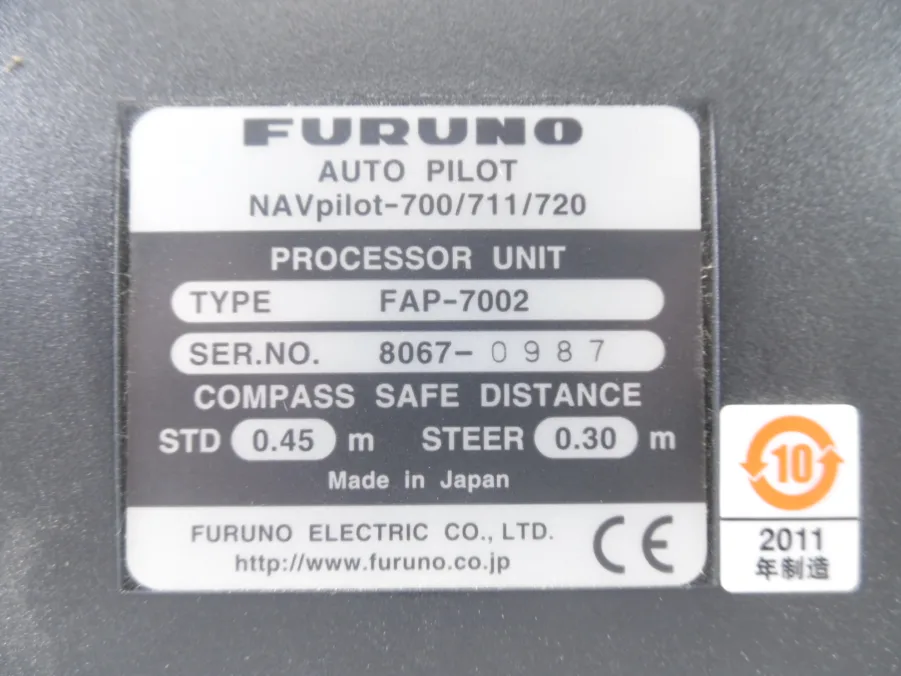 FURUNO
AUTO PILOT
NAVpilot-700/711/720
PROCESSOR UNIT
TYPE FAP-7002
SER.NO. 8067-0987
COMPASS SAFE DISTANCE
STD 0.45 m STEER 0.30 m
Made in Japan
FURUNO ELECTRIC CO., LTD.
http://www.furuno.co.jp
CE
10
2011
年制造